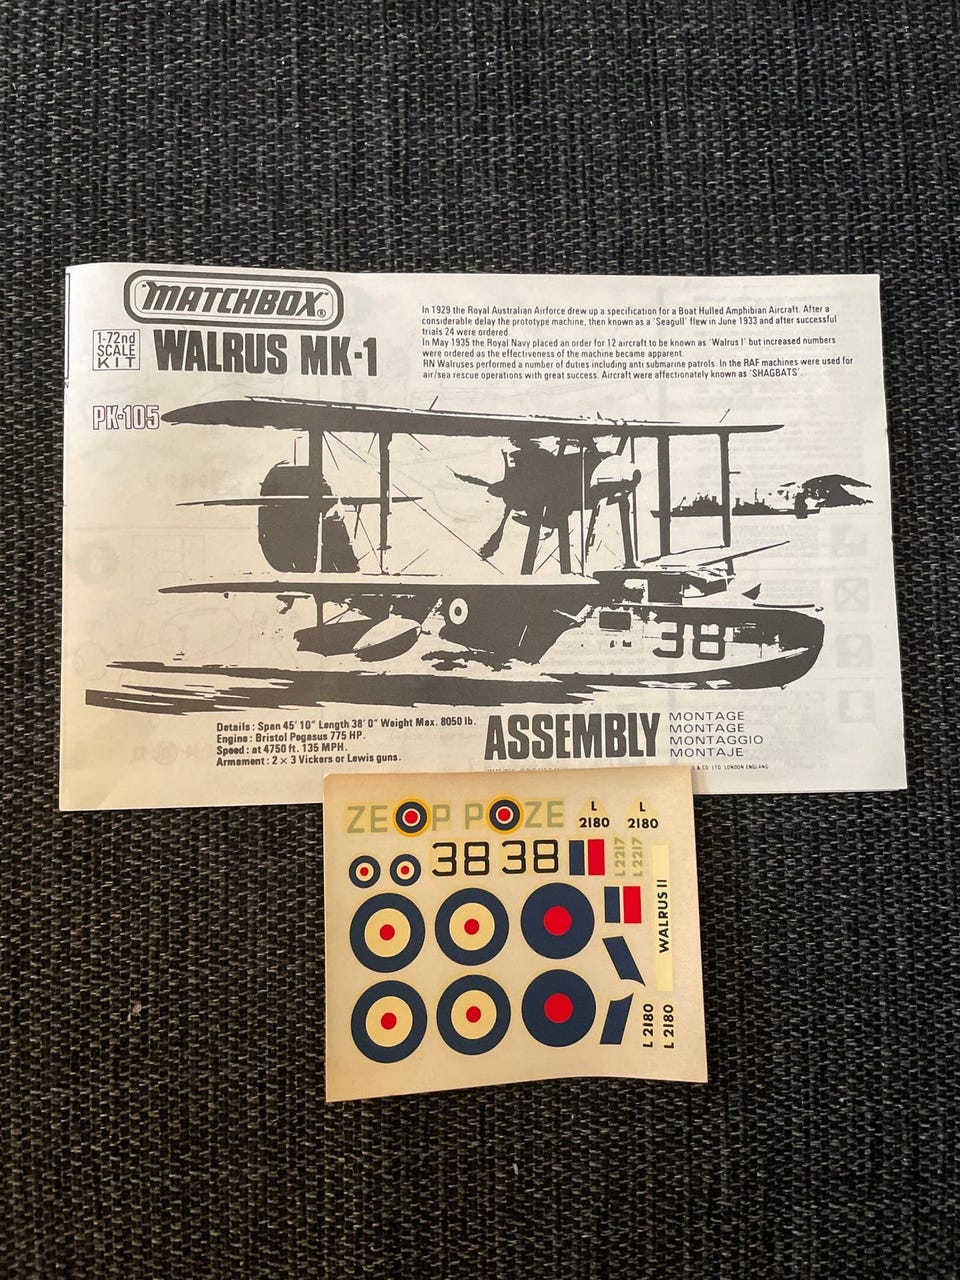 "MATCHBOX"®
1-72nd
SCALE
KIT
WALRUS MK-1
PK-105
In 1929 the Royal Australian Airforce drew up a specification for a Boat Hulled Amphibian Aircraft. After a
considerable delay the prototype machine, then known as a 'Seagull' flew in June 1933 and after successful
trials 24 were ordered.
In May 1935 the Royal Navy placed an order for 12 aircraft to be known as 'Walrus I' but increased numbers
were ordered as the effectiveness of the machine became apparent.
RN Walruses performed a number of duties including anti submarine patrols. In the RAF machines were used for
air/sea rescue operations with great success. Aircraft were affectionately known as 'SHAGBATS'.
38
Details : Span 45' 10" Length 38' 0" Weight Max. 8050 lb.
Engine : Bristol Pegasus 775 HP.
Speed : at 4750 ft. 135 MPH.
Armament : 2 × 3 Vickers or Lewis guns.
ASSEMBLY
MONTAGE
MONTAGE
MONTAGGIO
MONTAJE
& CO. LTD. LONDON ENGLAND
ZE P P ZE
L
2180
L
2180
38 38
L2217
L2217
WALRUS II
L 2180
L 2180